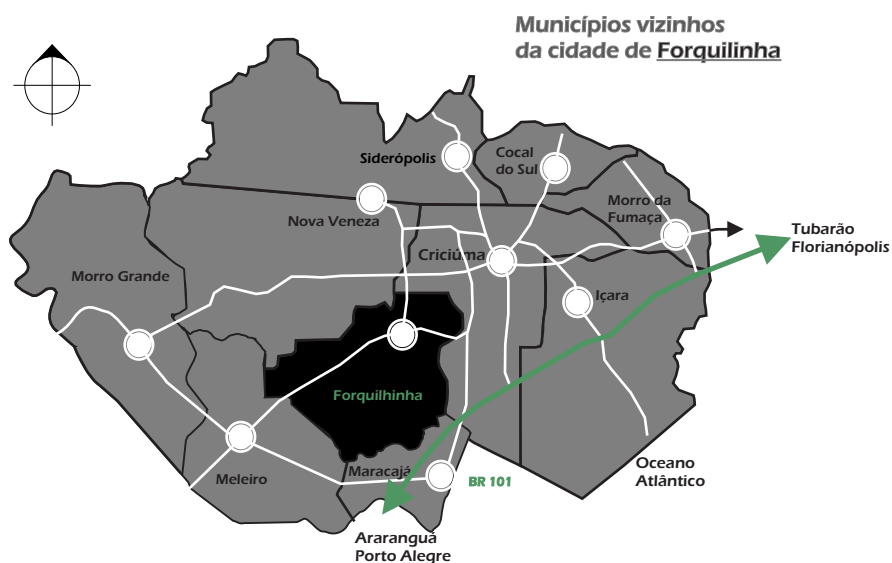 Municípios vizinhos
da cidade de Forquilinha
Siderópolis
Cocal
do Sul
Nova Veneza
Morro da
Fumaça
Criciúma
Tubarão
Florianópolis
Morro Grande
Içara
Forquilhinha
Meleiro
Maracajá
BR 101
Oceano
Atlântico
Araranguá
Porto Alegre